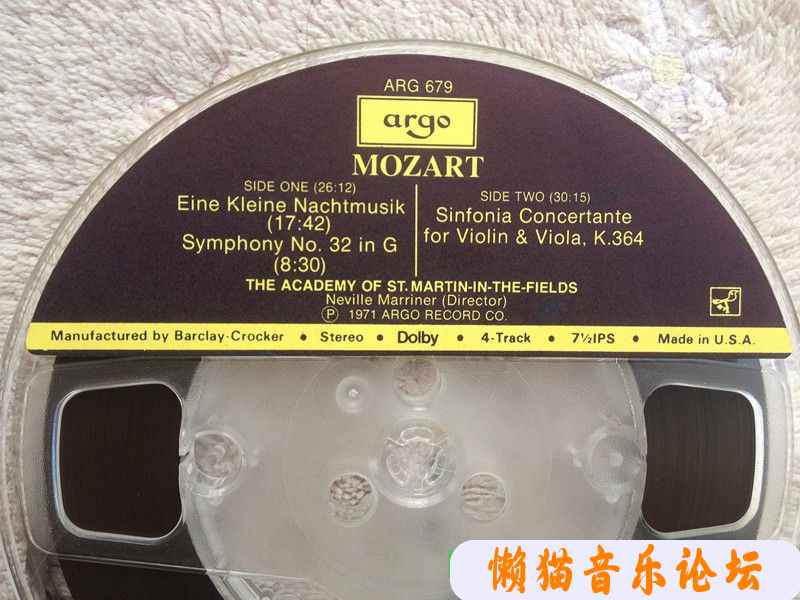 ARG 679
argo
MOZART
SIDE ONE (26:12)
Eine Kleine Nachtmusik
(17:42)
Symphony No. 32 in G
(8:30)
SIDE TWO (30:15)
Sinfonia Concertante
for Violin & Viola, K.364
THE ACADEMY OF ST. MARTIN-IN-THE-FIELDS
Neville Marriner (Director)
Ⓟ 1971 ARGO RECORD CO.
Manufactured by Barclay-Crocker • Stereo • Dolby • 4-Track • 7½IPS • Made in U.S.A.
懒猫音乐论坛